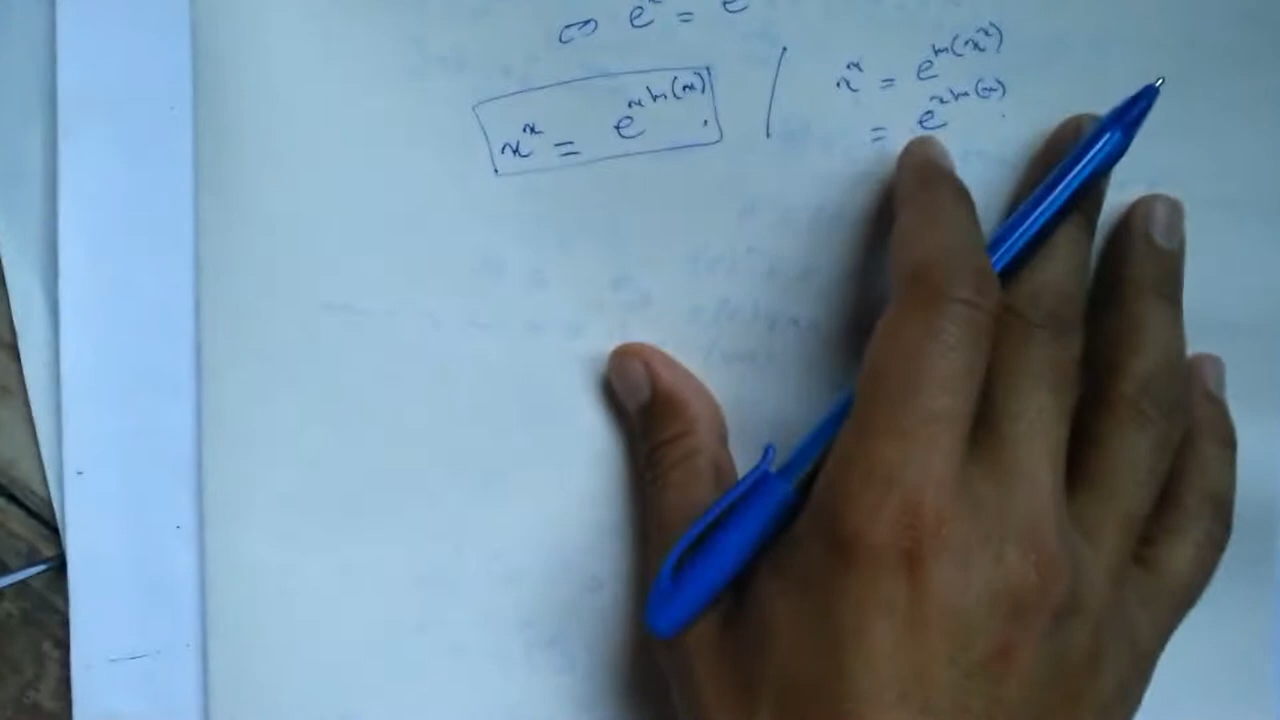 ⇔ e^x = e
x^x = e^{x ln(x)}.
x^x = e^{ln(x^x)}
= e^{x ln(x)}.